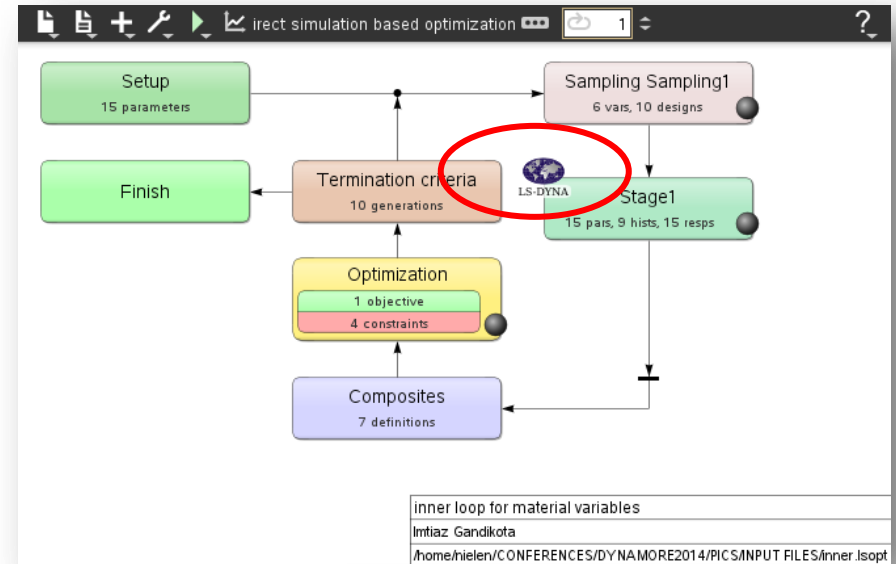 irect simulation based optimization
1
?
Setup
15 parameters
Sampling Sampling1
6 vars, 10 designs
Finish
Termination criteria
10 generations
LS-DYNA
Stage1
15 pars, 9 hists, 15 resps
Optimization
1 objective
4 constraints
Composites
7 definitions
inner loop for material variables
Imtiaz Gandikota
/home/nielen/CONFERENCES/DYNAMORE2014/PICS/INPUT FILES/inner.lsopt